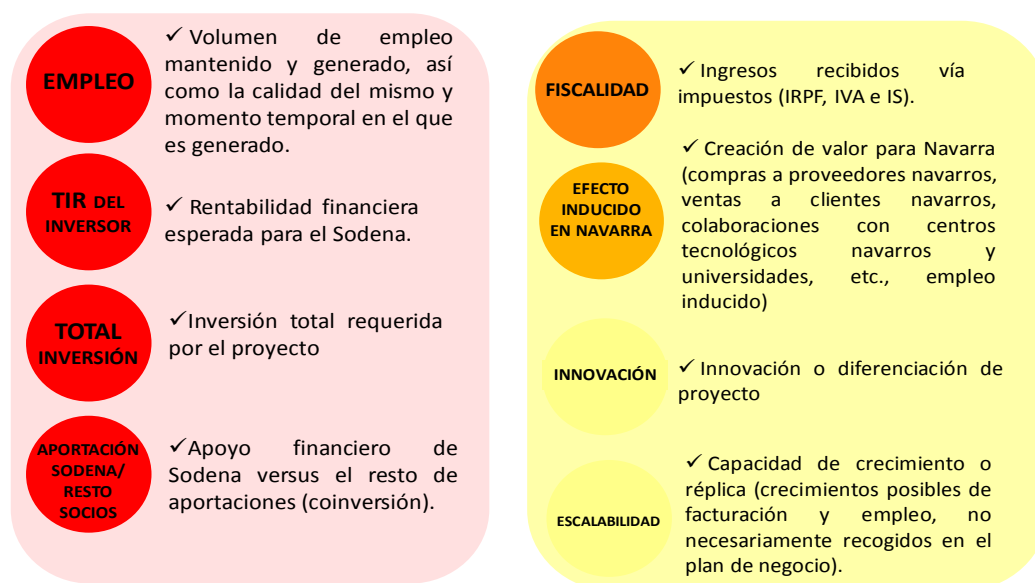 EMPLEO
✓ Volumen de empleo
mantenido y generado, así
como la calidad del mismo y
momento temporal en el que
es generado.
TIR DEL
INVERSOR
✓ Rentabilidad financiera
esperada para el Sodena.
TOTAL
INVERSIÓN
✓Inversión total requerida
por el proyecto
APORTACIÓN
SODENA/
RESTO
SOCIOS
✓Apoyo financiero de
Sodena versus el resto de
aportaciones (coinversión).
FISCALIDAD
✓ Ingresos recibidos vía
impuestos (IRPF, IVA e IS).
EFECTO
INDUCIDO
EN NAVARRA
✓ Creación de valor para Navarra
(compras a proveedores navarros,
ventas a clientes navarros,
colaboraciones con centros
tecnológicos navarros y
universidades, etc., empleo
inducido)
INNOVACIÓN
✓ Innovación o diferenciación de
proyecto
ESCALABILIDAD
✓ Capacidad de crecimiento o
réplica (crecimientos posibles de
facturación y empleo, no
necesariamente recogidos en el
plan de negocio).